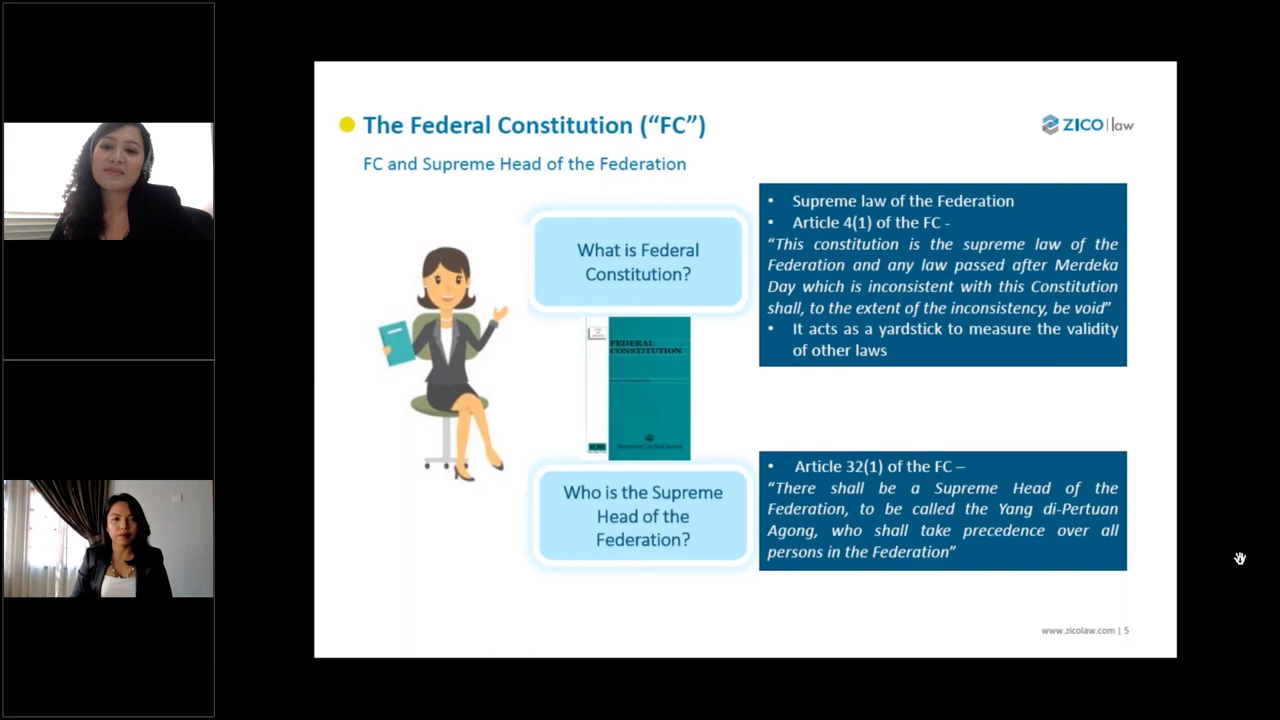 The Federal Constitution (“FC”)
ZICO | law
FC and Supreme Head of the Federation
What is Federal
Constitution?
• Supreme law of the Federation
• Article 4(1) of the FC -
“This constitution is the supreme law of the
Federation and any law passed after Merdeka
Day which is inconsistent with this Constitution
shall, to the extent of the inconsistency, be void”
• It acts as a yardstick to measure the validity
of other laws
FEDERAL
CONSTITUTION
Who is the Supreme
Head of the
Federation?
• Article 32(1) of the FC –
“There shall be a Supreme Head of the
Federation, to be called the Yang di-Pertuan
Agong, who shall take precedence over all
persons in the Federation”
www.zicolaw.com | 5